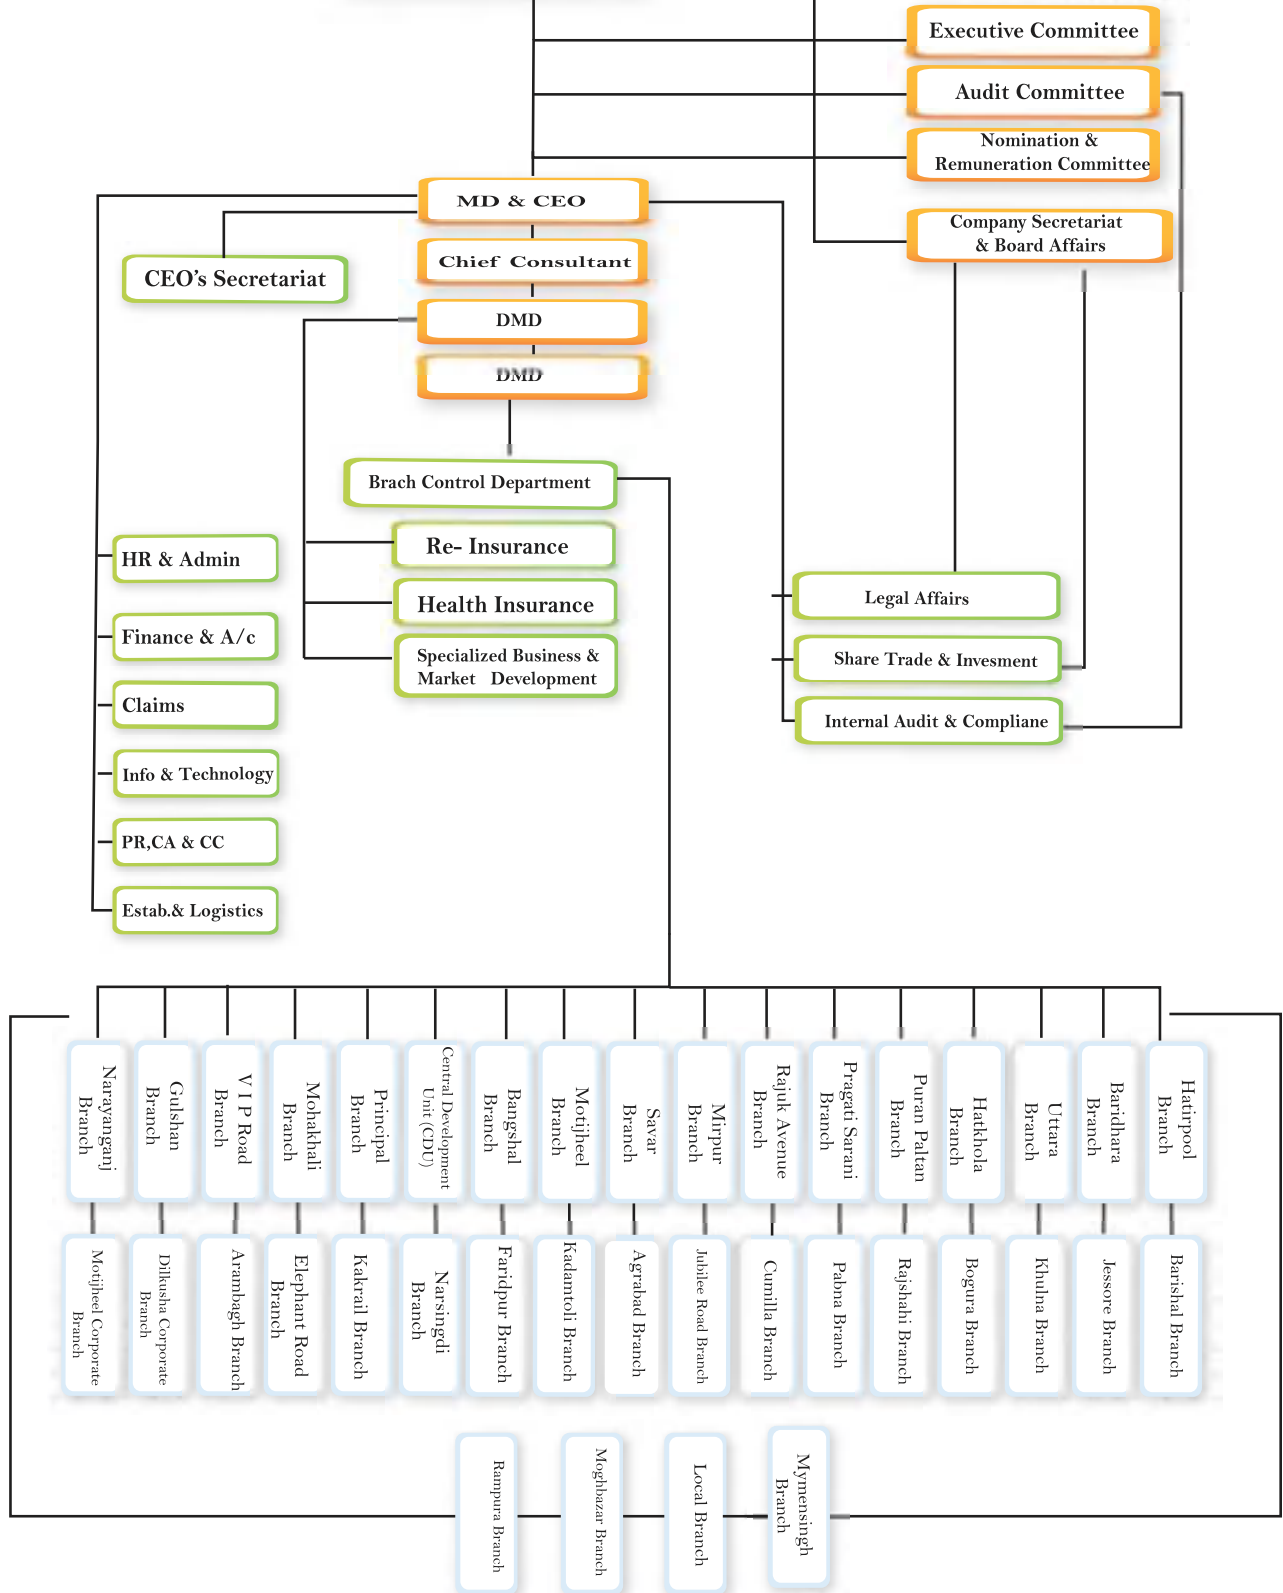 Executive Committee
Audit Committee
Nomination &
Remuneration Committee
MD & CEO
Company Secretariat
& Board Affairs
Chief Consultant
CEO’s Secretariat
DMD
DMD
Brach Control Department
Re- Insurance
Health Insurance
Specialized Business &
Market Development
HR & Admin
Finance & A/c
Claims
Info & Technology
PR,CA & CC
Estab.& Logistics
Legal Affairs
Share Trade & Invesment
Internal Audit & Compliane
Narayanganj
Branch
Gulshan
Branch
V I P Road
Branch
Mohakhali
Branch
Principal
Branch
Central Development
Unit (CDU)
Bangshal
Branch
Motijheel
Branch
Savar
Branch
Mirpur
Branch
Rajuk Avenue
Branch
Pragati Sarani
Branch
Puran Paltan
Branch
Hatkhola
Branch
Uttara
Branch
Baridhara
Branch
Hatirpool
Branch
Motijheel Corporate
Branch
Dilkusha Corporate
Branch
Arambagh Branch
Elephant Road
Branch
Kakrail Branch
Narsingdi
Branch
Faridpur Branch
Kadamtoli Branch
Agrabad Branch
Jubilee Road Branch
Cumilla Branch
Pabna Branch
Rajshahi Branch
Bogura Branch
Khulna Branch
Jessore Branch
Barishal Branch
Rampura Branch
Moghbazar Branch
Local Branch
Mymensingh
Branch